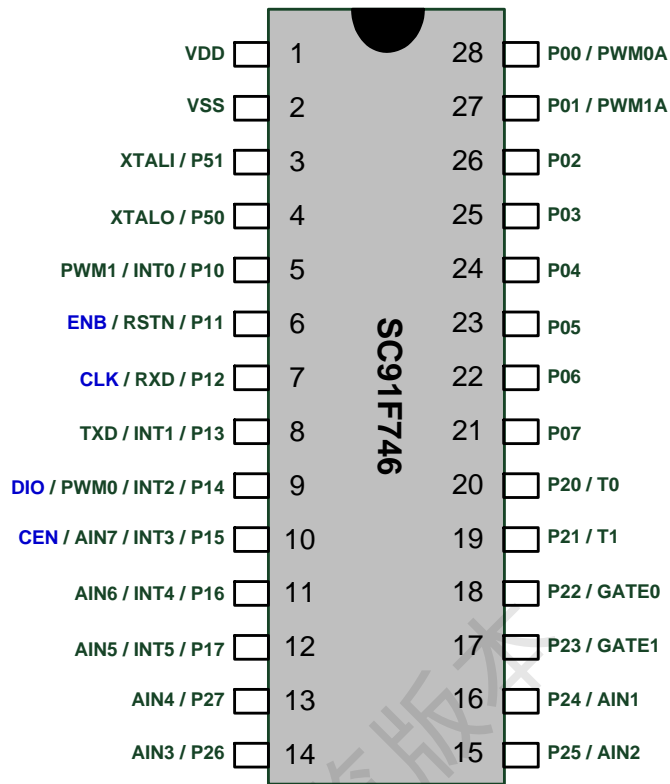 VDD 1 28 P00 / PWM0A
VSS 2 27 P01 / PWM1A
XTALI / P51 3 26 P02
XTALO / P50 4 25 P03
PWM1 / INT0 / P10 5 24 P04
ENB / RSTN / P11 6 23 P05
CLK / RXD / P12 7 22 P06
TXD / INT1 / P13 8 21 P07
DIO / PWM0 / INT2 / P14 9 20 P20 / T0
CEN / AIN7 / INT3 / P15 10 19 P21 / T1
AIN6 / INT4 / P16 11 18 P22 / GATE0
AIN5 / INT5 / P17 12 17 P23 / GATE1
AIN4 / P27 13 16 P24 / AIN1
AIN3 / P26 14 15 P25 / AIN2
SC91F746
版本